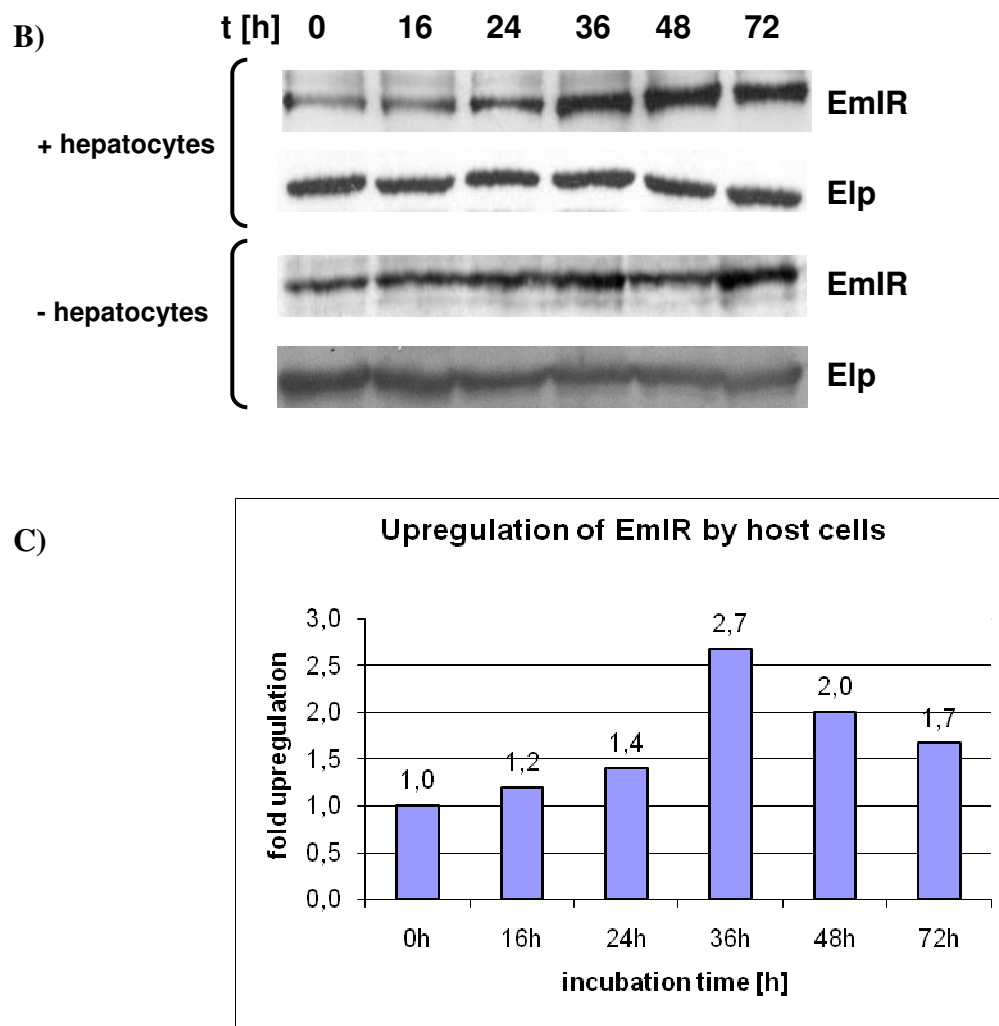 B)
t [h] 0 16 24 36 48 72
+ hepatocytes
EmIR
Elp
- hepatocytes
EmIR
Elp
C)
Upregulation of EmIR by host cells
fold upregulation
3,0
2,5
2,0
1,5
1,0
0,5
0,0
1,0
1,2
1,4
2,7
2,0
1,7
0h 16h 24h 36h 48h 72h
incubation time [h]